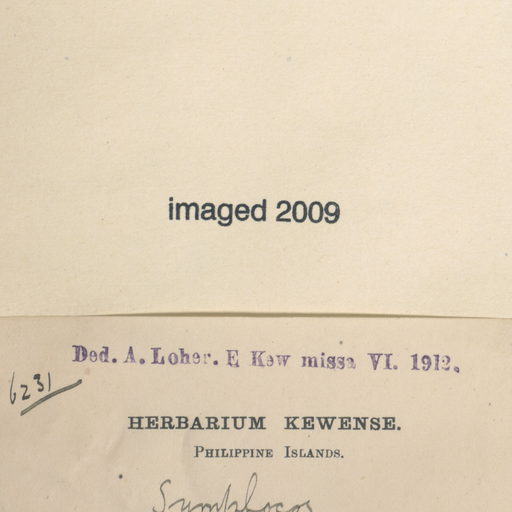 imaged 2009
Ded. A. Loher. E Kew missa VI. 1912.
6231
HERBARIUM KEWENSE.
PHILIPPINE ISLANDS.
Symplocos